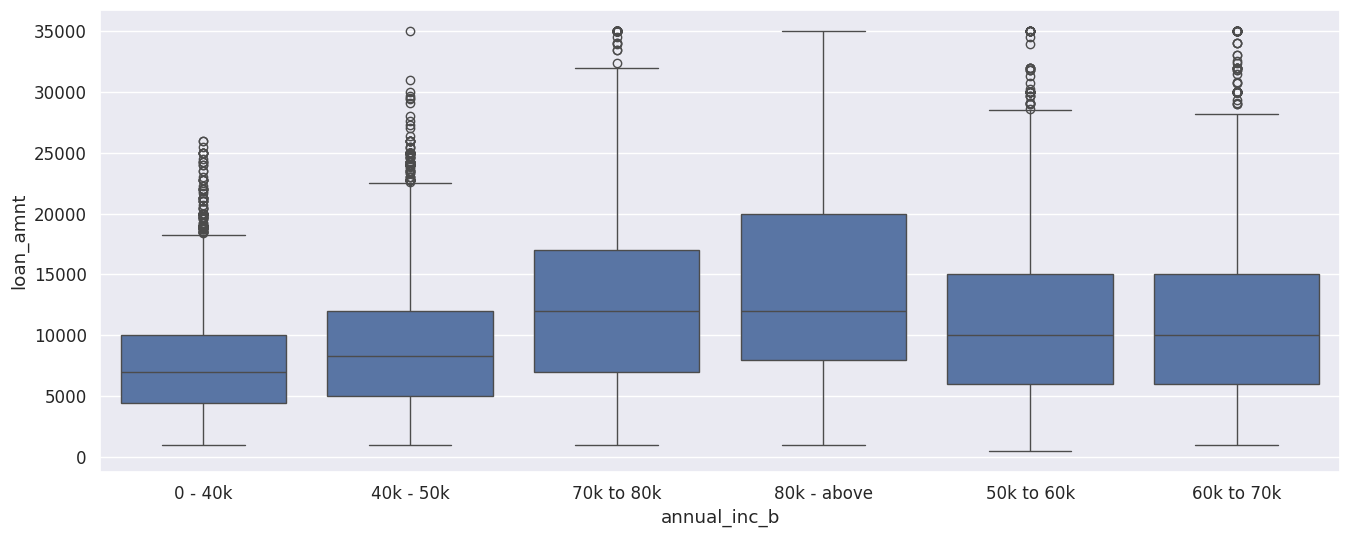 35000
30000
25000
20000
15000
10000
5000
0
loan_amnt
0 - 40k
40k - 50k
70k to 80k
80k - above
50k to 60k
60k to 70k
annual_inc_b